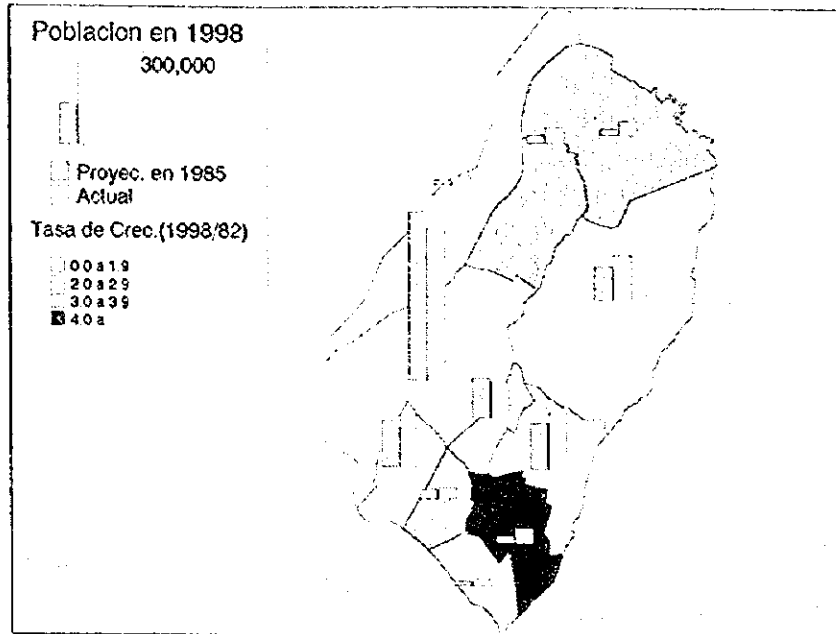 Poblacion en 1998
300,000
Proyec. en 1985
Actual
Tasa de Crec.(1998/82)
0.0 a 1.9
2.0 a 2.9
3.0 a 3.9
4.0 a